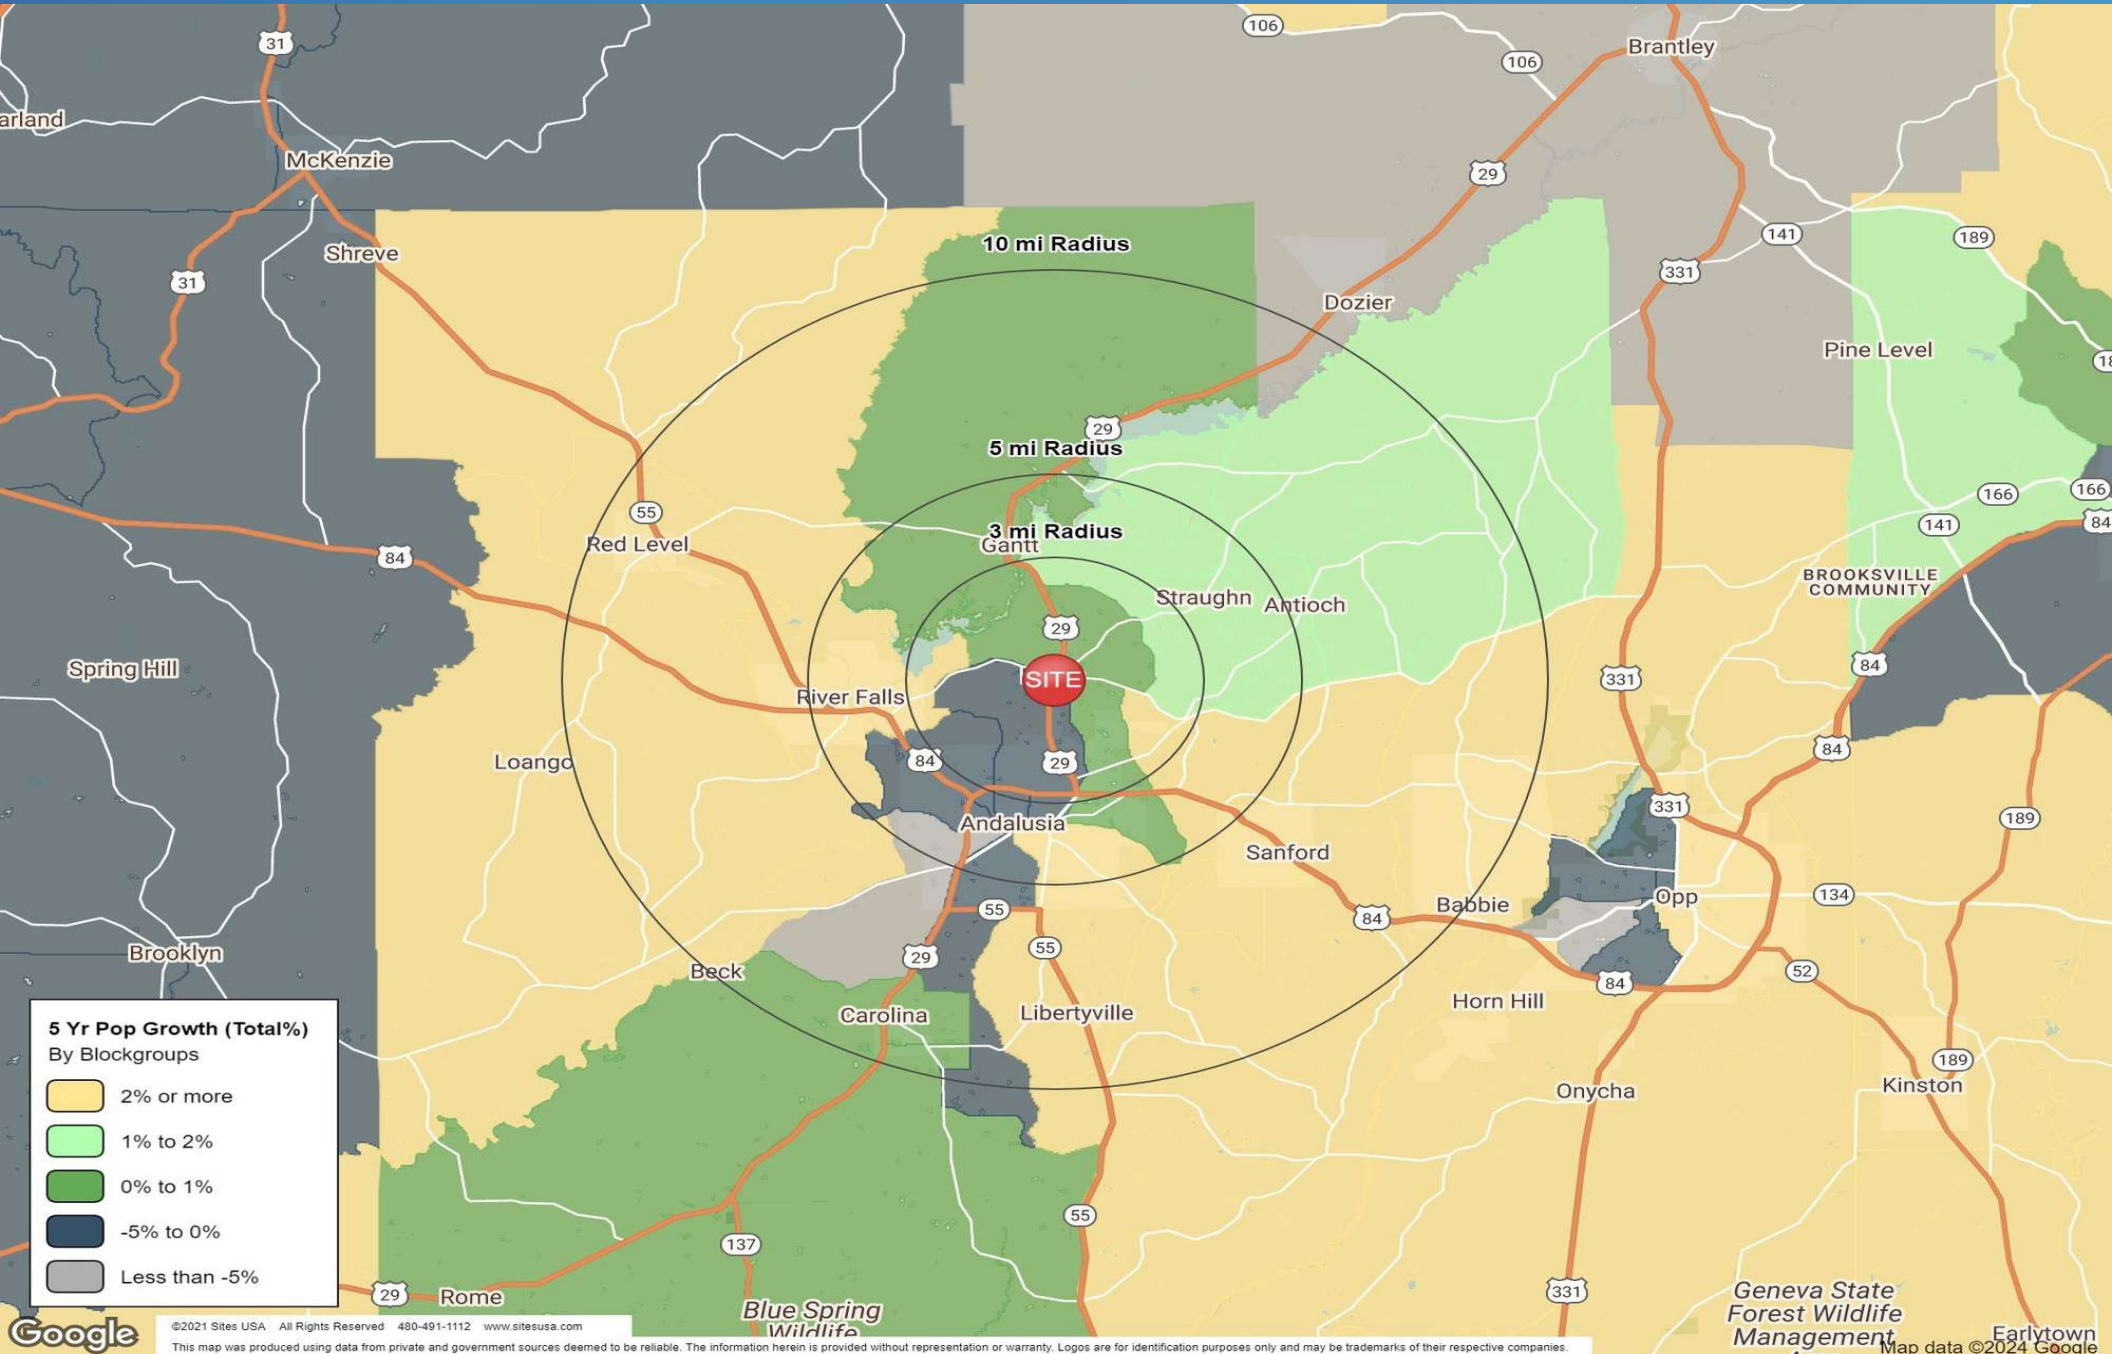 106
31
Brantley
106
arland
McKenzie
29
141
189
10 mi Radius
Shreve
331
31
Dozier
Pine Level
18
29
5 mi Radius
166
166
55
84
141
3 mi Radius
Gantt
Red Level
84
BROOKSVILLE
COMMUNITY
Straughn
Antioch
29
84
Spring Hill
SITE
331
River Falls
84
Loango
84
29
331
189
Andalusia
Sanford
134
Opp
Babbie
55
84
55
Brooklyn
29
Beck
52
84
Horn Hill
Carolina
Libertyville
5 Yr Pop Growth (Total%)
By Blockgroups
2% or more
1% to 2%
0% to 1%
-5% to 0%
Less than -5%
189
Kinston
Onycha
55
137
29
Rome
331
Geneva State
Forest Wildlife
Management
Blue Spring
Wildlife
Earlytown
Google
©2021 Sites USA All Rights Reserved 480-491-1112 www.sitesusa.com
Map data ©2024 Google
This map was produced using data from private and government sources deemed to be reliable. The information herein is provided without representation or warranty. Logos are for identification purposes only and may be trademarks of their respective companies.